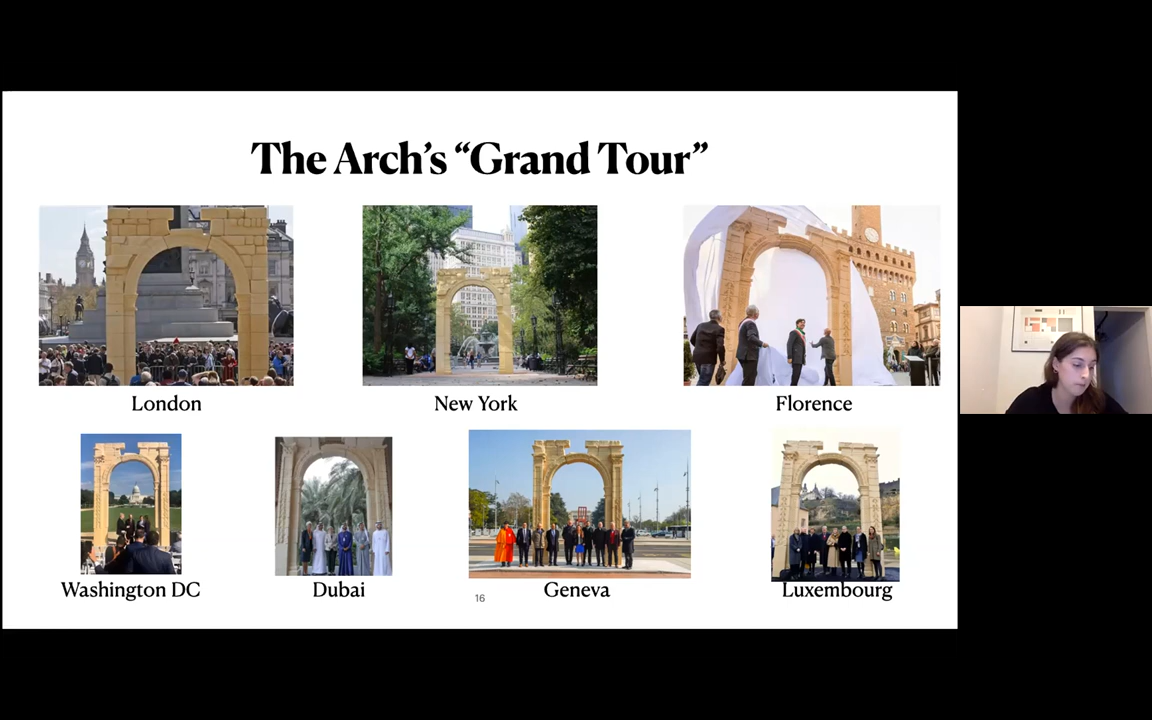 The Arch's “Grand Tour”
London
New York
Florence
Washington DC
Dubai
Geneva
Luxembourg
16